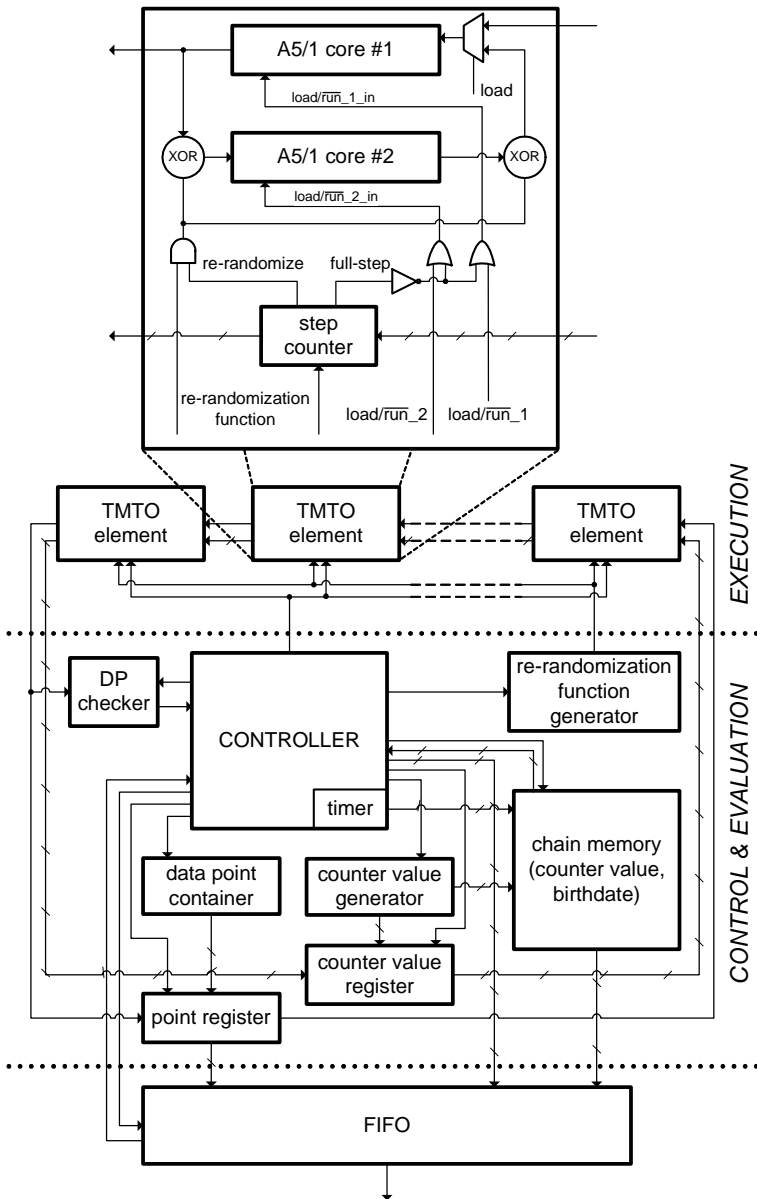 A5/1 core #1
load
load/run_1_in
XOR
A5/1 core #2
XOR
load/run_2_in
re-randomize
full-step
step
counter
re-randomization
function
load/run_2
load/run_1
TMTO
element
TMTO
element
TMTO
element
EXECUTION
DP
checker
CONTROLLER
timer
re-randomization
function
generator
data point
container
counter value
generator
chain memory
(counter value,
birthdate)
counter value
register
point register
CONTROL & EVALUATION
FIFO